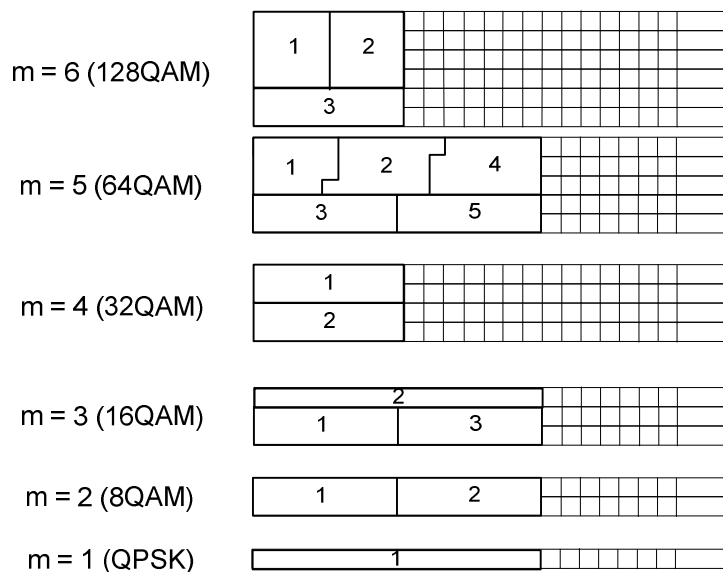 1 2
m = 6 (128QAM)
3
1 2 4
m = 5 (64QAM)
3 5
1
m = 4 (32QAM)
2
2
m = 3 (16QAM)
1 3
m = 2 (8QAM) 1 2
m = 1 (QPSK) 1